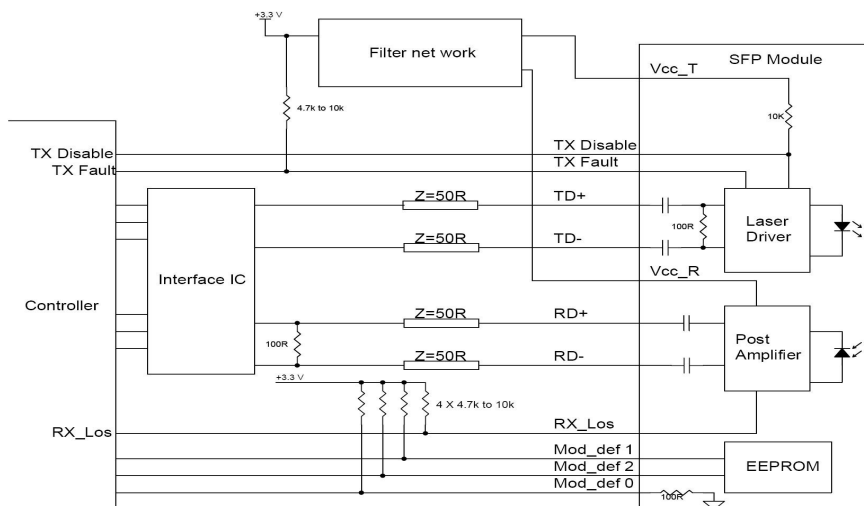 +3.3 V
Filter net work
SFP Module
Vcc_T
4.7k to 10k
10K
TX Disable
TX Disable
TX Fault
TX Fault
Z=50R
TD+
Laser
Driver
100R
Z=50R
TD-
Interface IC
Vcc_R
Controller
Z=50R
RD+
Post
Amplifier
100R
Z=50R
RD-
+3.3 V
4 X 4.7k to 10k
RX_Los
RX_Los
Mod_def 1
EEPROM
Mod_def 2
Mod_def 0
100R